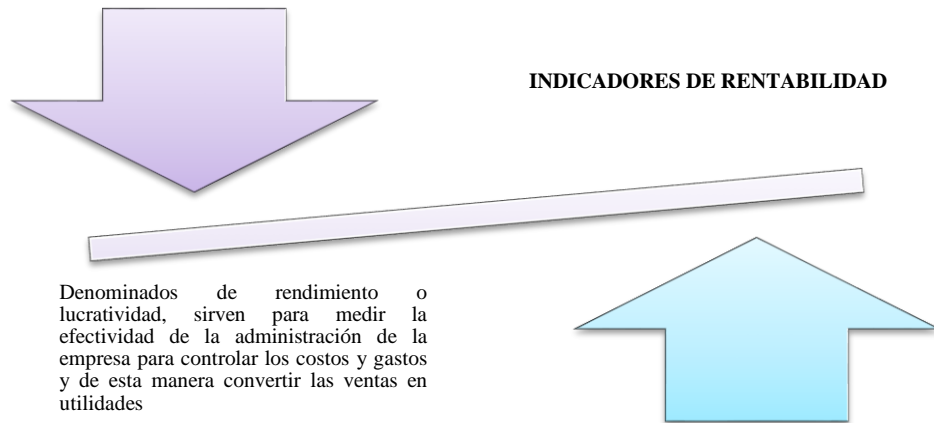 INDICADORES DE RENTABILIDAD
Denominados de rendimiento o
lucratividad, sirven para medir la
efectividad de la administración de la
empresa para controlar los costos y gastos
y de esta manera convertir las ventas en
utilidades